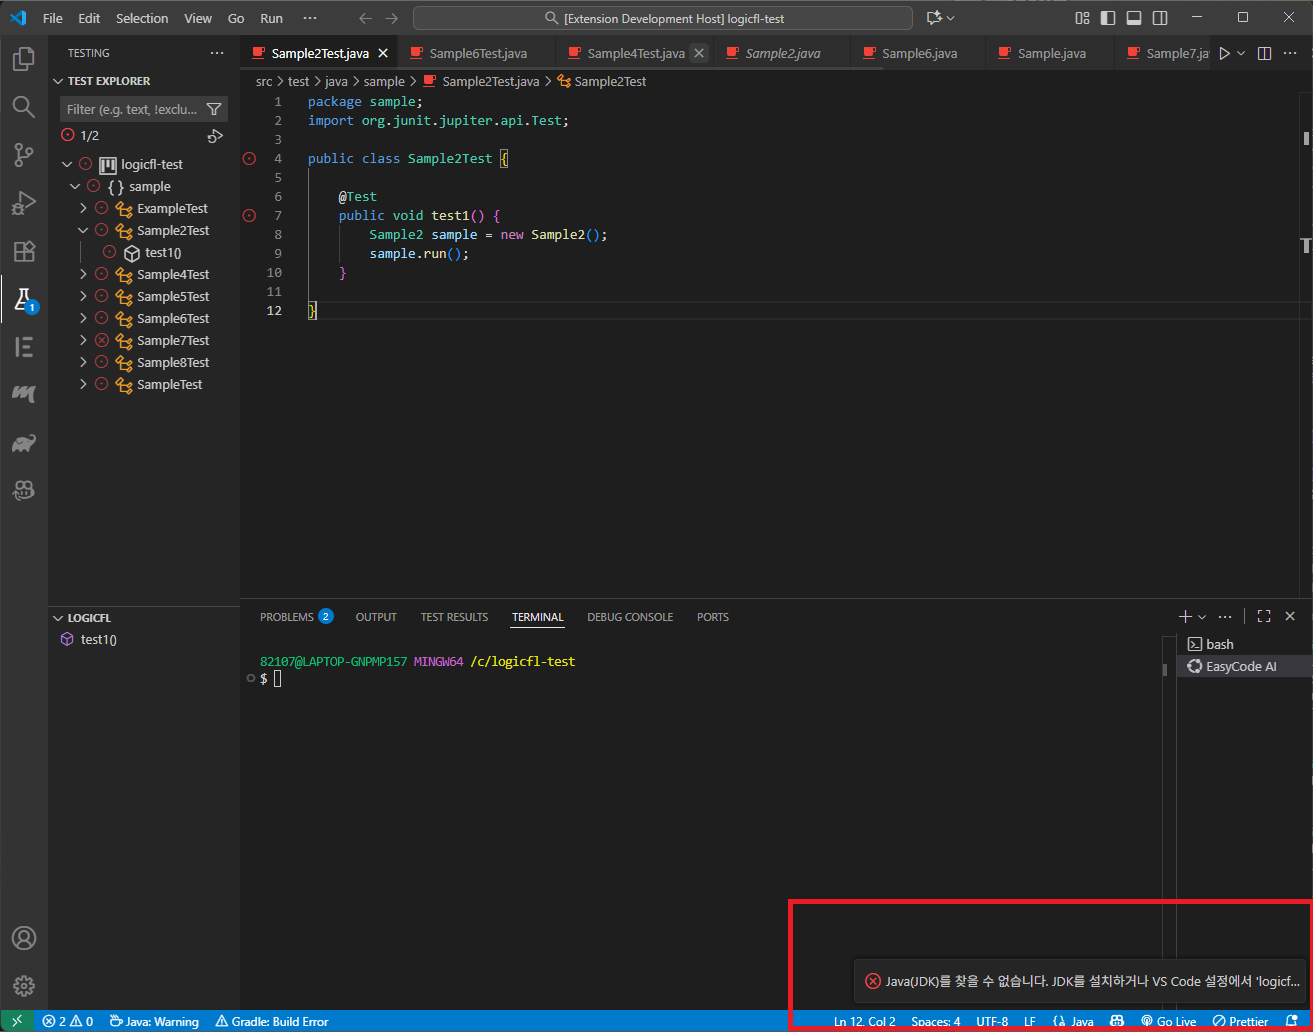 File Edit Selection View Go Run ··· [Extension Development Host] logicfl-test
TESTING ···
TEST EXPLORER
Filter (e.g. text, !exclu...
1/2
logicfl-test
{} sample
ExampleTest
Sample2Test
test1()
Sample4Test
Sample5Test
Sample6Test
Sample7Test
Sample8Test
SampleTest
1
LOGICFL
test1()
Sample2Test.java Sample6Test.java Sample4Test.java Sample2.java Sample6.java Sample.java Sample7.ja
src > test > java > sample > Sample2Test.java > Sample2Test
1 package sample;
2 import org.junit.jupiter.api.Test;
3
4 public class Sample2Test {
5
6 @Test
7 public void test1() {
8 Sample2 sample = new Sample2();
9 sample.run();
10 }
11
12 }
PROBLEMS 2 OUTPUT TEST RESULTS TERMINAL DEBUG CONSOLE PORTS
82107@LAPTOP-GNPMP157 MINGW64 /c/logicfl-test
$
bash
EasyCode AI
Java(JDK)를 찾을 수 없습니다. JDK를 설치하거나 VS Code 설정에서 'logicf...
2 0 Java: Warning Gradle: Build Error Ln 12, Col 2 Spaces: 4 UTF-8 LF {} Java Go Live Prettier